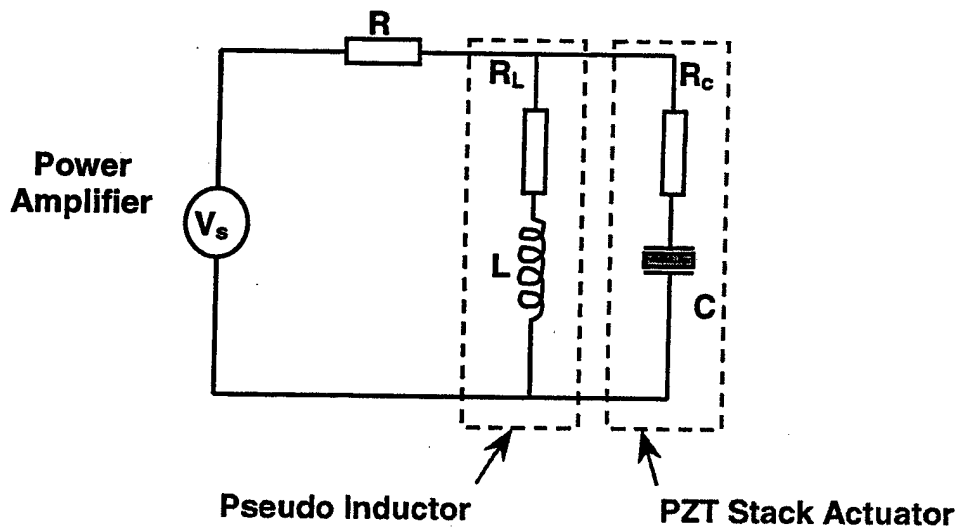 R
R_L
R_c
Power
Amplifier
V_s
L
C
Pseudo Inductor
PZT Stack Actuator